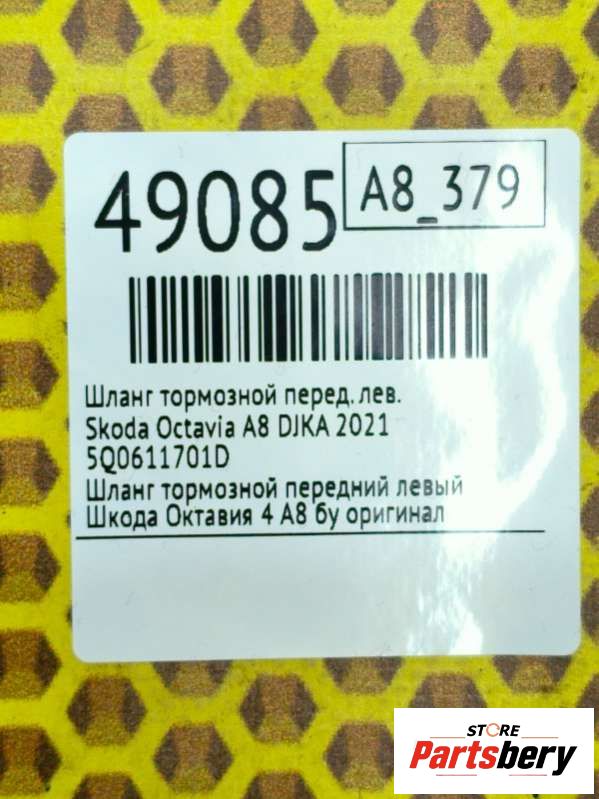 49085
A8_379
Шланг тормозной перед. лев.
Skoda Octavia A8 DJKA 2021
5Q0611701D
Шланг тормозной передний левый
Шкода Октавия 4 А8 бу оригинал
STORE
Partsbery